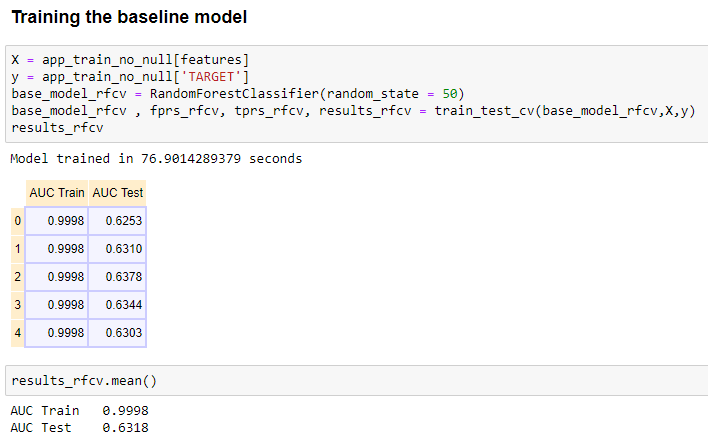 Training the baseline model
X = app_train_no_null[features]
y = app_train_no_null['TARGET']
base_model_rfcv = RandomForestClassifier(random_state = 50)
base_model_rfcv , fprs_rfcv, tprs_rfcv, results_rfcv = train_test_cv(base_model_rfcv,X,y)
results_rfcv
Model trained in 76.9014289379 seconds
AUC Train AUC Test
0 0.9998 0.6253
1 0.9998 0.6310
2 0.9998 0.6378
3 0.9998 0.6344
4 0.9998 0.6303
results_rfcv.mean()
AUC Train 0.9998
AUC Test 0.6318